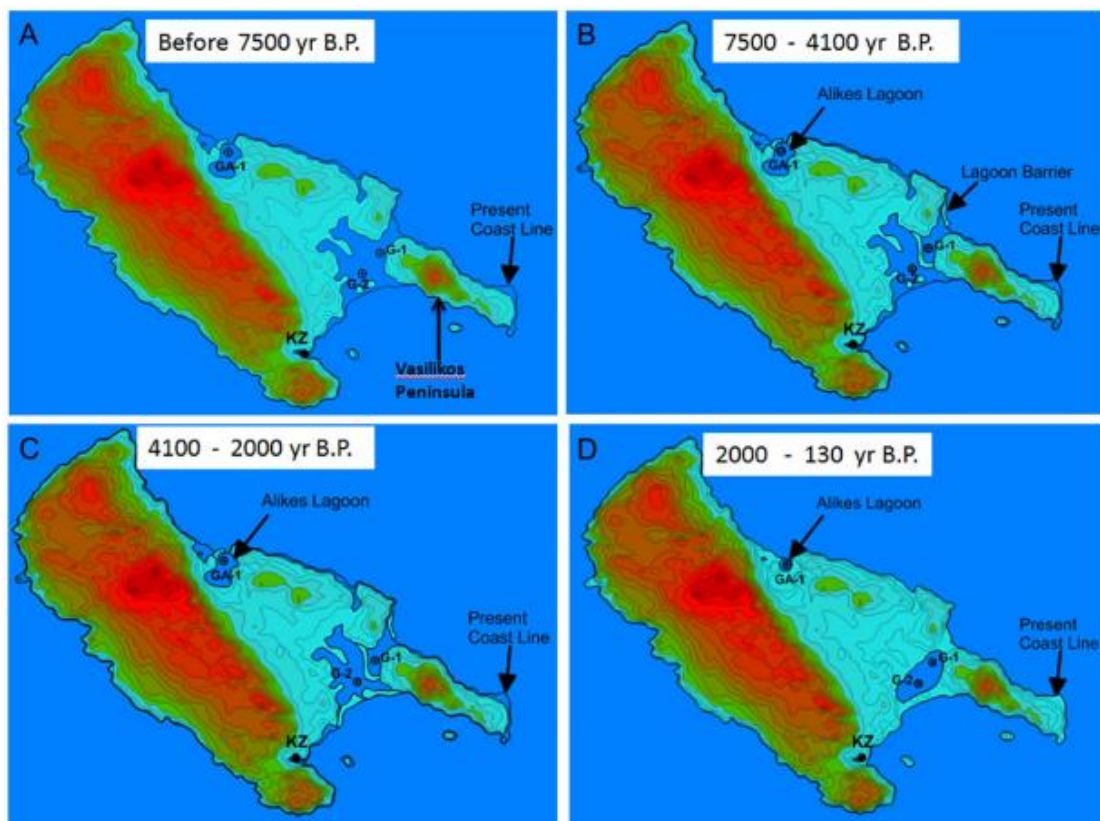 A
Before 7500 yr B.P.
GA-1
Present
Coast Line
G-1
G-2
KZ
Vasilikos
Peninsula
B
7500 - 4100 yr B.P.
Alikes Lagoon
GA-1
Lagoon Barrier
Present
Coast Line
G-1
G-2
KZ
C
4100 - 2000 yr B.P.
Alikes Lagoon
GA-1
Present
Coast Line
G-1
G-2
KZ
D
2000 - 130 yr B.P.
Alikes Lagoon
GA-1
Present
Coast Line
G-1
G-2
KZ